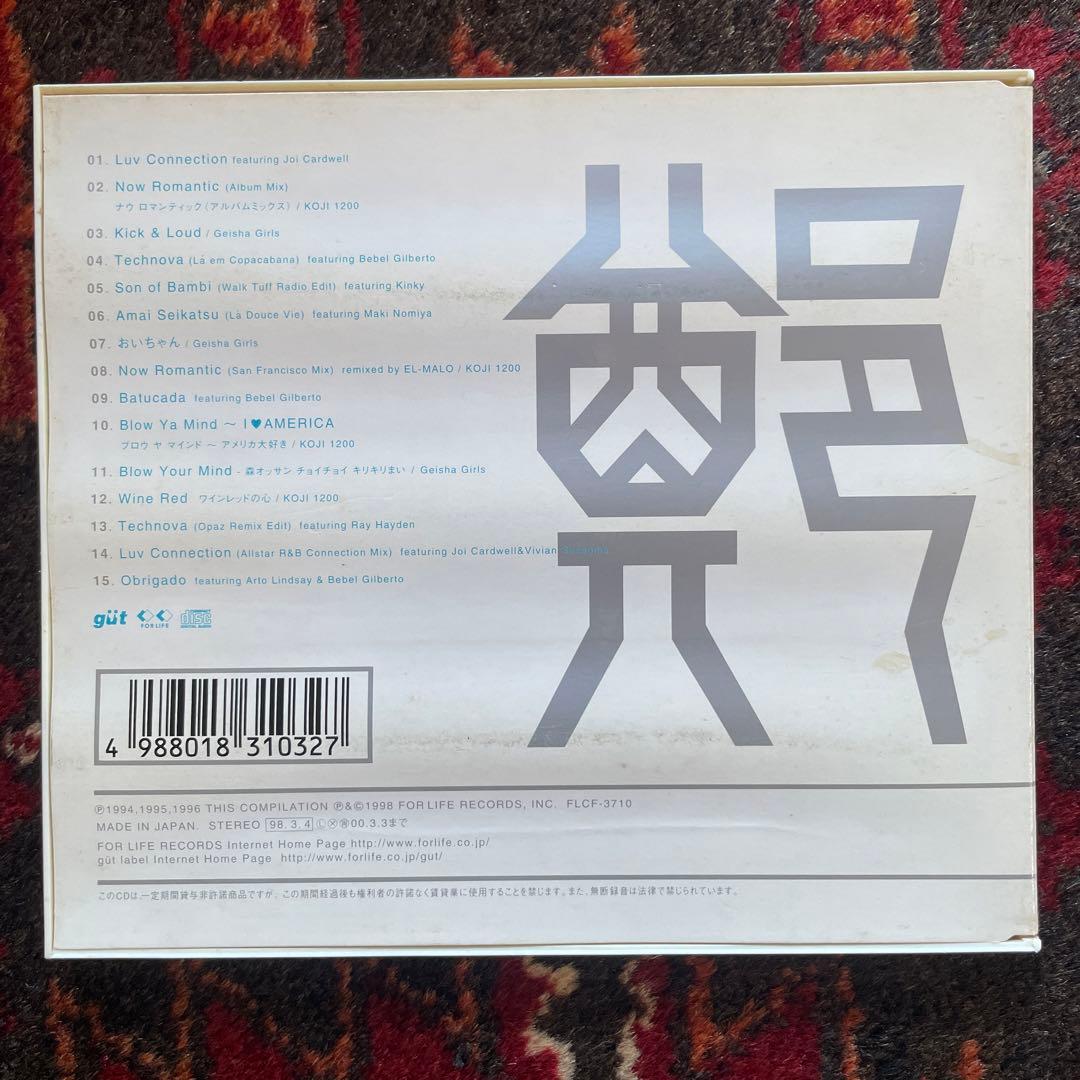 01. Luv Connection featuring Joi Cardwell
02. Now Romantic (Album Mix)
ナウ ロマンティック (アルバムミックス) / KOJI 1200
03. Kick & Loud / Geisha Girls
04. Technova (Lá em Copacabana) featuring Bebel Gilberto
05. Son of Bambi (Walk Tuff Radio Edit) featuring Kinky
06. Amai Seikatsu (La Douce Vie) featuring Maki Nomiya
07. おいちゃん / Geisha Girls
08. Now Romantic (San Francisco Mix) remixed by EL-MALO / KOJI 1200
09. Batucada featuring Bebel Gilberto
10. Blow Ya Mind ～ I♥AMERICA
ブロウ ヤ マインド ～ アメリカ大好き / KOJI 1200
11. Blow Your Mind - 森オッサン チョイチョイ キリキリまい / Geisha Girls
12. Wine Red ワインレッドの心 / KOJI 1200
13. Technova (Opaz Remix Edit) featuring Ray Hayden
14. Luv Connection (Allstar R&B Connection Mix) featuring Joi Cardwell&Vivian
15. Obrigado featuring Arto Lindsay & Bebel Gilberto
güt FOR LIFE disc DIGITAL AUDIO
4 988018 310327
℗1994,1995,1996 THIS COMPILATION ℗&©1998 FOR LIFE RECORDS, INC. FLCF-3710
MADE IN JAPAN. STEREO 98.3.4 Ⓛ Ⓧ 00.3.3まで
FOR LIFE RECORDS Internet Home Page http://www.forlife.co.jp/
güt label Internet Home Page http://www.forlife.co.jp/gut/
このCDは、一定期間貸与非許諾商品ですが、この期間経過後も権利者の許諾なく賃貸業に使用することを禁じます。また、無断録音は法律で禁じられています。